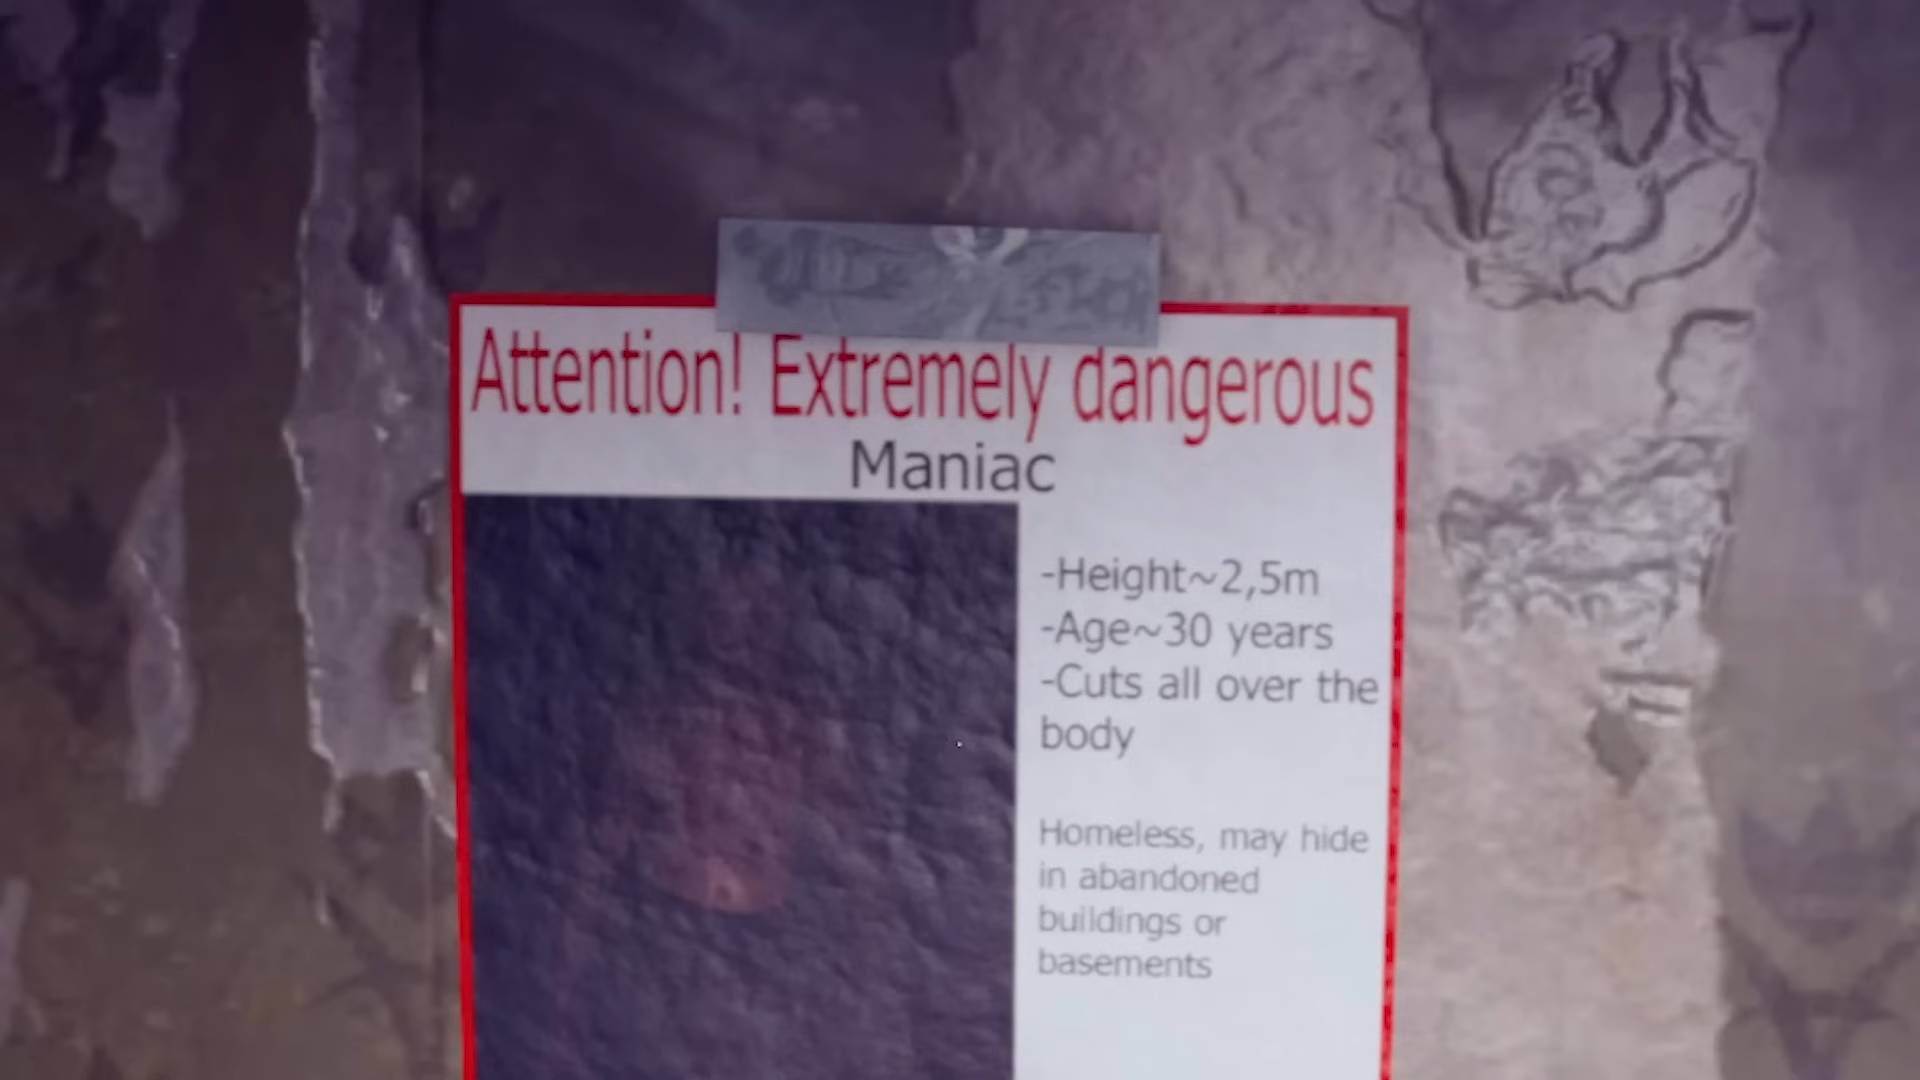 Attention! Extremely dangerous
Maniac
-Height~2,5m
-Age~30 years
-Cuts all over the
body
Homeless, may hide
in abandoned
buildings or
basements